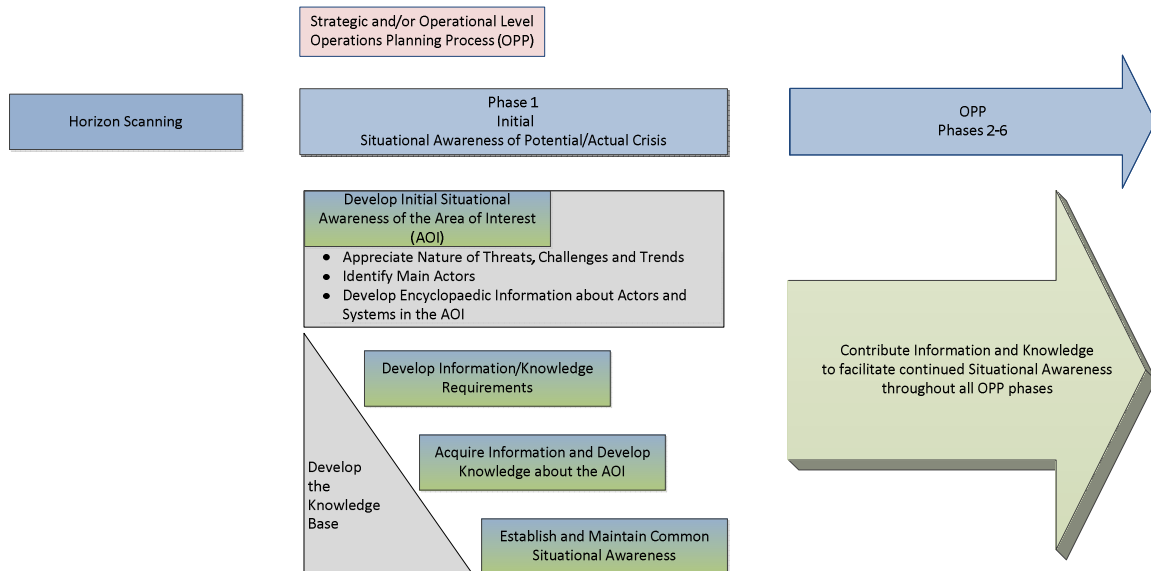 Strategic and/or Operational Level
Operations Planning Process (OPP)
Horizon Scanning
Phase 1
Initial
Situational Awareness of Potential/Actual Crisis
OPP
Phases 2-6
Develop Initial Situational
Awareness of the Area of Interest
(AOI)
● Appreciate Nature of Threats, Challenges and Trends
● Identify Main Actors
● Develop Encyclopaedic Information about Actors and
Systems in the AOI
Develop Information/Knowledge
Requirements
Acquire Information and Develop
Knowledge about the AOI
Develop
the
Knowledge
Base
Establish and Maintain Common
Situational Awareness
Contribute Information and Knowledge
to facilitate continued Situational Awareness
throughout all OPP phases